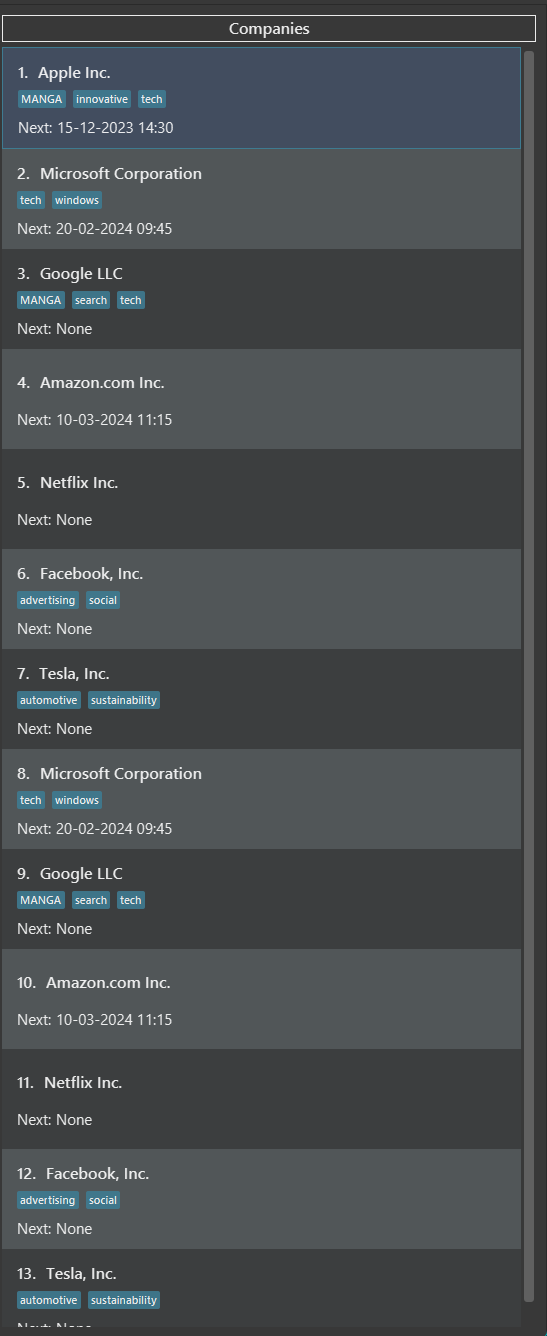 Companies
1. Apple Inc.
MANGA innovative tech
Next: 15-12-2023 14:30
2. Microsoft Corporation
tech windows
Next: 20-02-2024 09:45
3. Google LLC
MANGA search tech
Next: None
4. Amazon.com Inc.
Next: 10-03-2024 11:15
5. Netflix Inc.
Next: None
6. Facebook, Inc.
advertising social
Next: None
7. Tesla, Inc.
automotive sustainability
Next: None
8. Microsoft Corporation
tech windows
Next: 20-02-2024 09:45
9. Google LLC
MANGA search tech
Next: None
10. Amazon.com Inc.
Next: 10-03-2024 11:15
11. Netflix Inc.
Next: None
12. Facebook, Inc.
advertising social
Next: None
13. Tesla, Inc.
automotive sustainability
Next: None